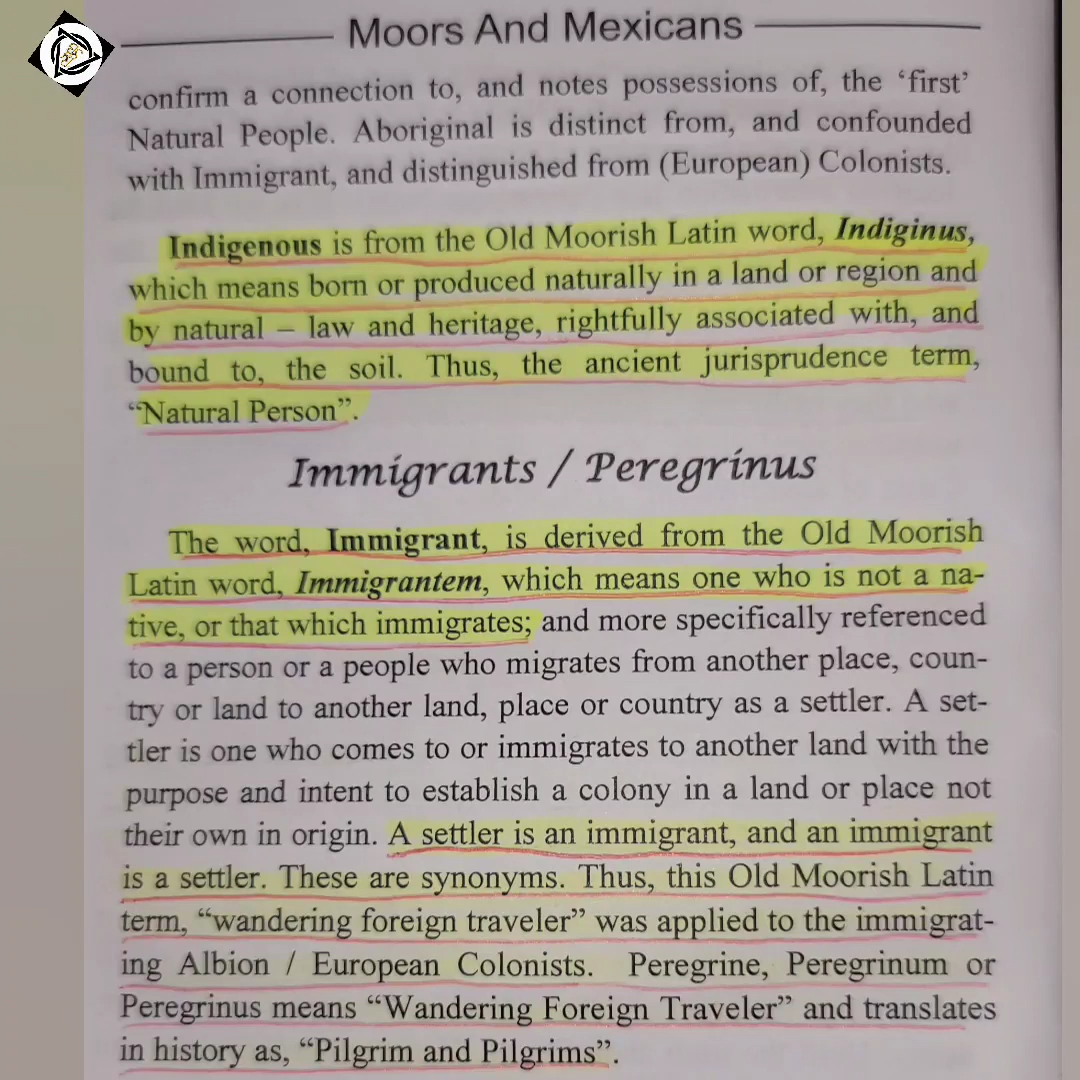 Moors And Mexicans
confirm a connection to, and notes possessions of, the ‘first’
Natural People. Aboriginal is distinct from, and confounded
with Immigrant, and distinguished from (European) Colonists.
Indigenous is from the Old Moorish Latin word, Indiginus,
which means born or produced naturally in a land or region and
by natural – law and heritage, rightfully associated with, and
bound to, the soil. Thus, the ancient jurisprudence term,
“Natural Person”.
Immigrants / Peregrinus
The word, Immigrant, is derived from the Old Moorish
Latin word, Immigrantem, which means one who is not a na-
tive, or that which immigrates; and more specifically referenced
to a person or a people who migrates from another place, coun-
try or land to another land, place or country as a settler. A set-
tler is one who comes to or immigrates to another land with the
purpose and intent to establish a colony in a land or place not
their own in origin. A settler is an immigrant, and an immigrant
is a settler. These are synonyms. Thus, this Old Moorish Latin
term, “wandering foreign traveler” was applied to the immigrat-
ing Albion / European Colonists. Peregrine, Peregrinum or
Peregrinus means “Wandering Foreign Traveler” and translates
in history as, “Pilgrim and Pilgrims”.